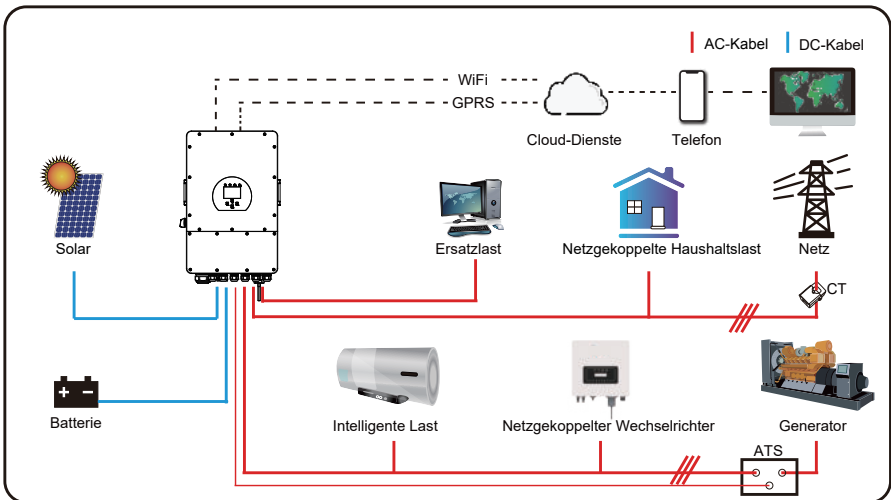 AC-Kabel
DC-Kabel
WiFi
GPRS
Cloud-Dienste
Telefon
Solar
Ersatzlast
Netzgekoppelte Haushaltslast
Netz
CT
Batterie
Intelligente Last
Netzgekoppelter Wechselrichter
Generator
ATS